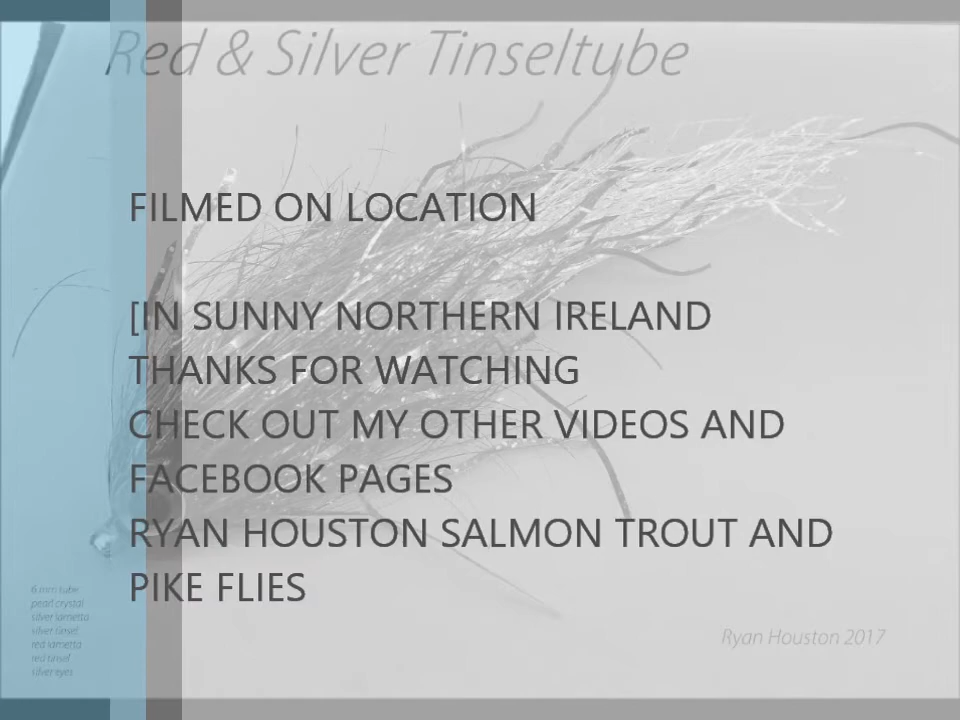 Red & Silver Tinseltube
FILMED ON LOCATION
[IN SUNNY NORTHERN IRELAND
THANKS FOR WATCHING
CHECK OUT MY OTHER VIDEOS AND
FACEBOOK PAGES
RYAN HOUSTON SALMON TROUT AND
PIKE FLIES
6 mm tube
pearl crystal
silver lametta
silver tinsel
red lametta
red tinsel
silver eyes
Ryan Houston 2017